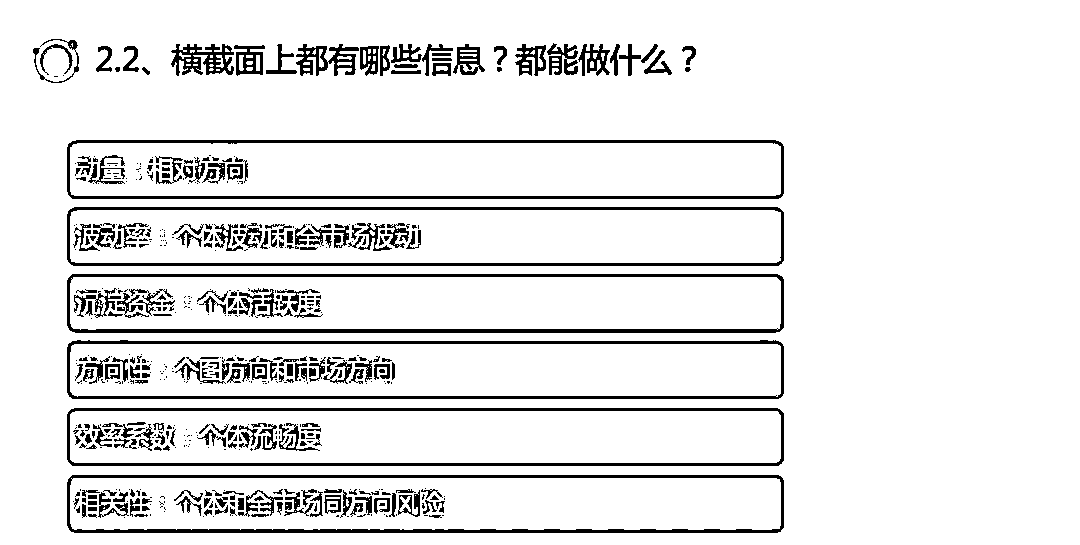 2.2、横截面上都有哪些信息？都能做什么？
动量：相对方向
波动率：个体波动和全市场波动
沉淀资金：个体活跃度
方向性：个图方向和市场方向
效率系数：个体流畅度
相关性：个体和全市场同方向风险